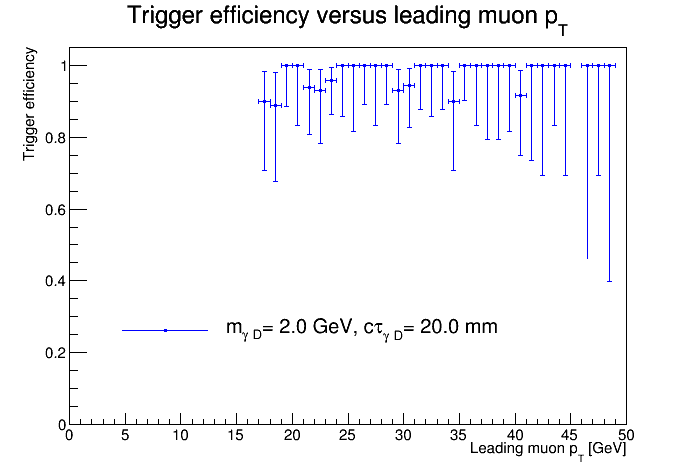 Trigger efficiency versus leading muon p_T
Trigger efficiency
1
0.8
0.6
0.4
0.2
0
m_γ D= 2.0 GeV, cτ_γ D= 20.0 mm
0 5 10 15 20 25 30 35 40 45 50
Leading muon p_T [GeV]